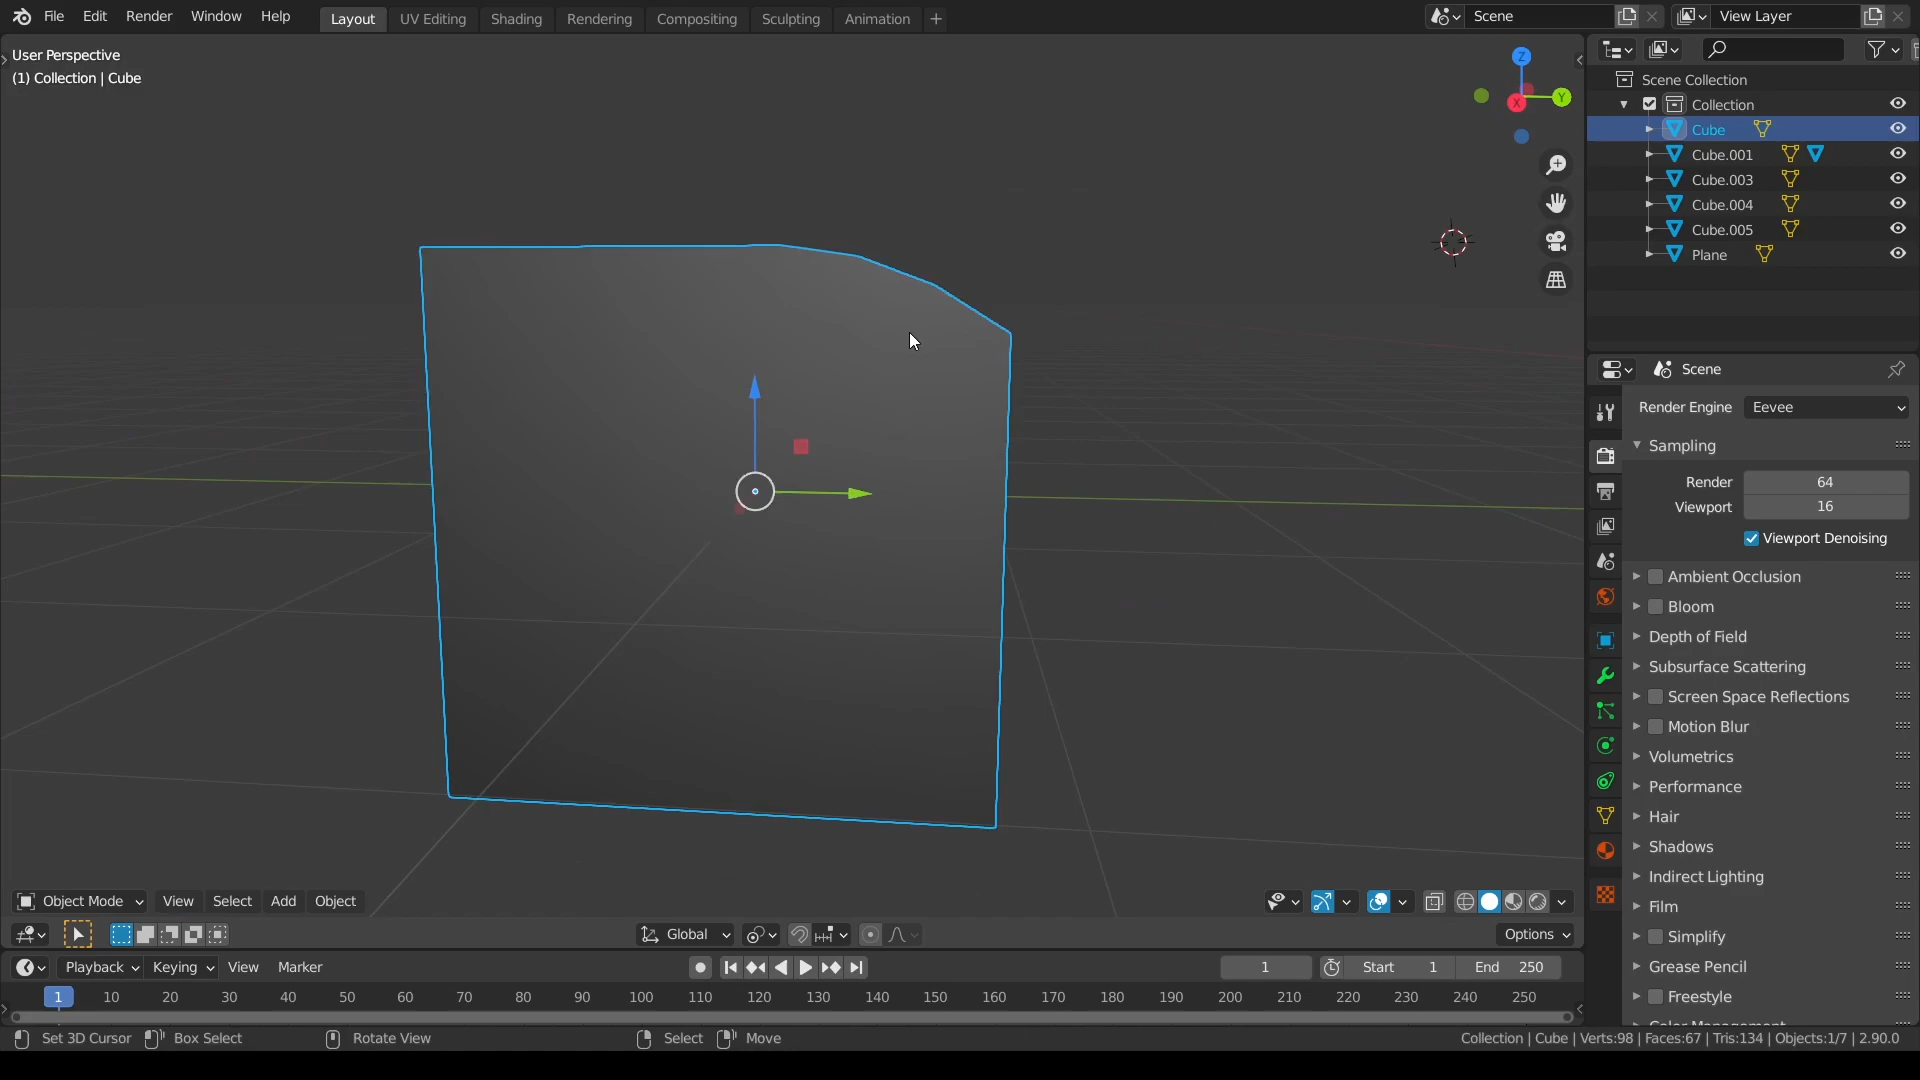 File Edit Render Window Help Layout UV Editing Shading Rendering Compositing Sculpting Animation + Scene View Layer
User Perspective
(1) Collection | Cube
Z
Y
X
Scene Collection
Collection
Cube
Cube.001
Cube.003
Cube.004
Cube.005
Plane
Scene
Render Engine Eevee
Sampling
Render 64
Viewport 16
Viewport Denoising
Ambient Occlusion
Bloom
Depth of Field
Subsurface Scattering
Screen Space Reflections
Motion Blur
Volumetrics
Performance
Hair
Shadows
Indirect Lighting
Film
Simplify
Grease Pencil
Freestyle
Color Management
Object Mode View Select Add Object
Global Options
Playback Keying View Marker 1 Start 1 End 250
1 10 20 30 40 50 60 70 80 90 100 110 120 130 140 150 160 170 180 190 200 210 220 230 240 250
Set 3D Cursor Box Select Rotate View Select Move Collection | Cube | Verts:98 | Faces:67 | Tris:134 | Objects:1/7 | 2.90.0